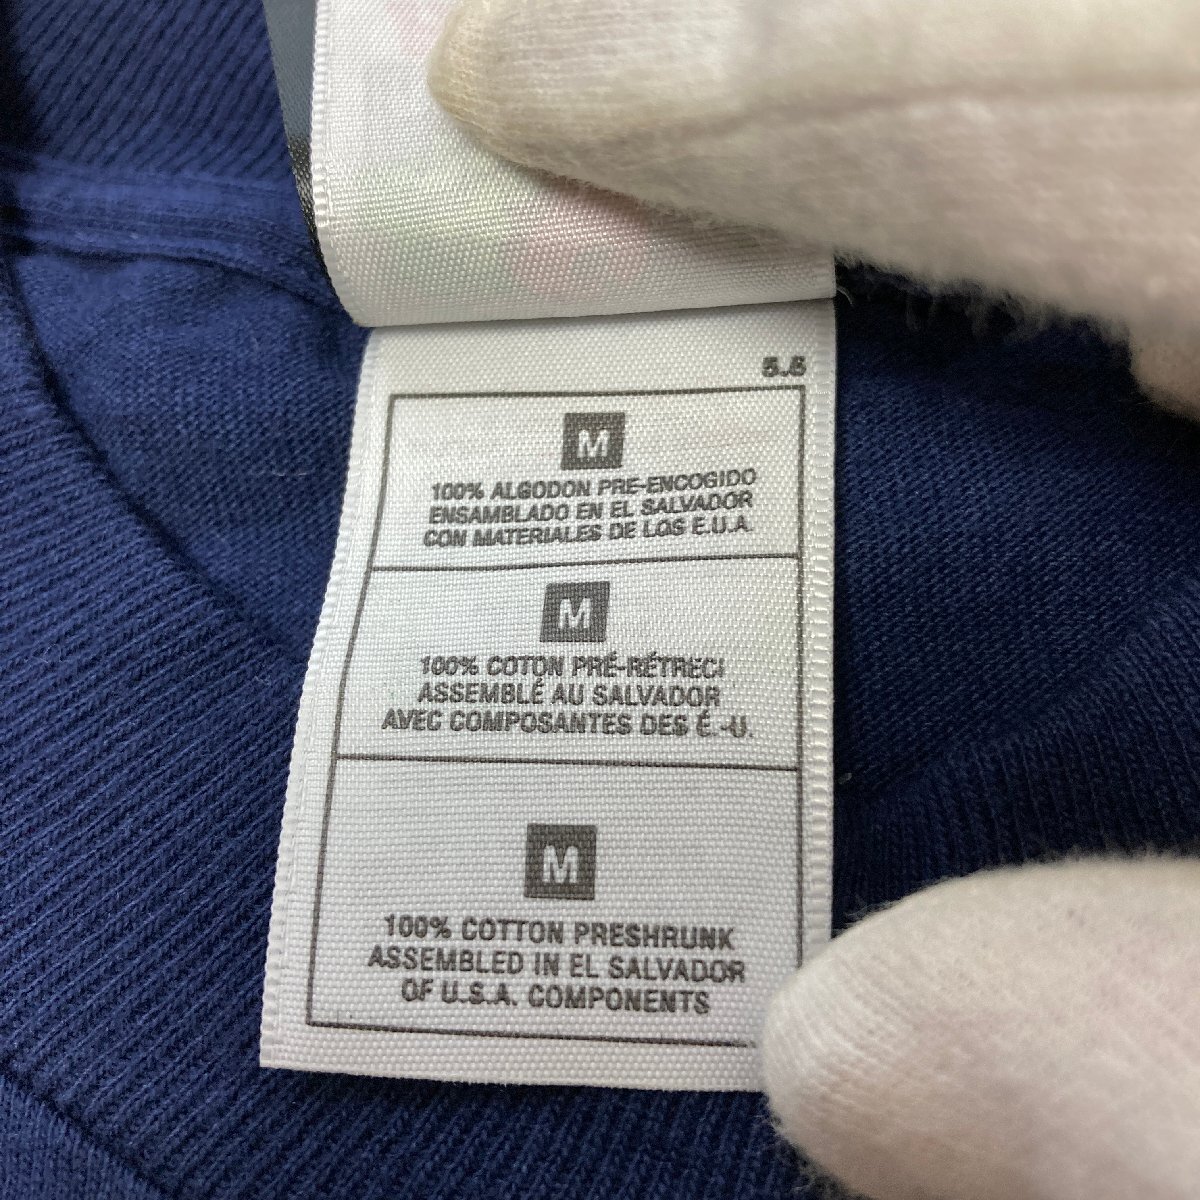 5.6
M
100% ALGODON PRE-ENCOGIDO
ENSAMBLADO EN EL SALVADOR
CON MATERIALES DE LOS E.U.A.
M
100% COTON PRÉ-RÉTRECI
ASSEMBLÉ AU SALVADOR
AVEC COMPOSANTES DES É.-U.
M
100% COTTON PRESHRUNK
ASSEMBLED IN EL SALVADOR
OF U.S.A. COMPONENTS